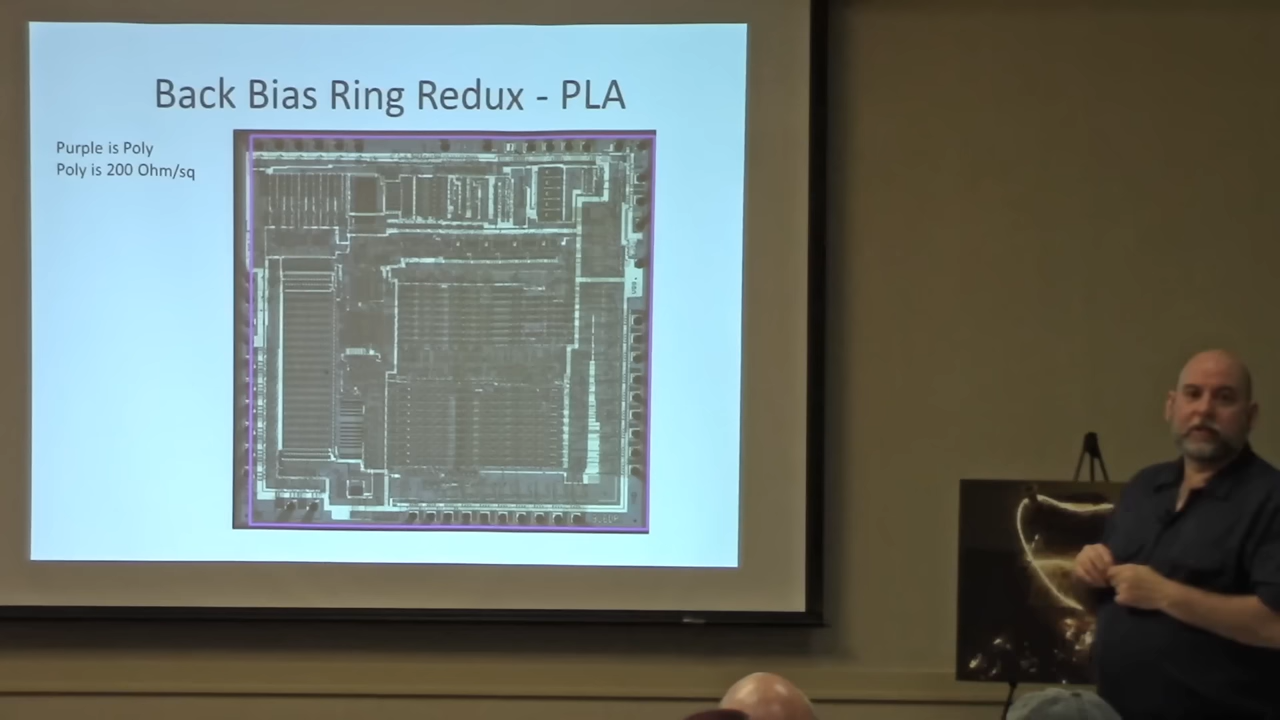 Back Bias Ring Redux - PLA
Purple is Poly
Poly is 200 Ohm/sq